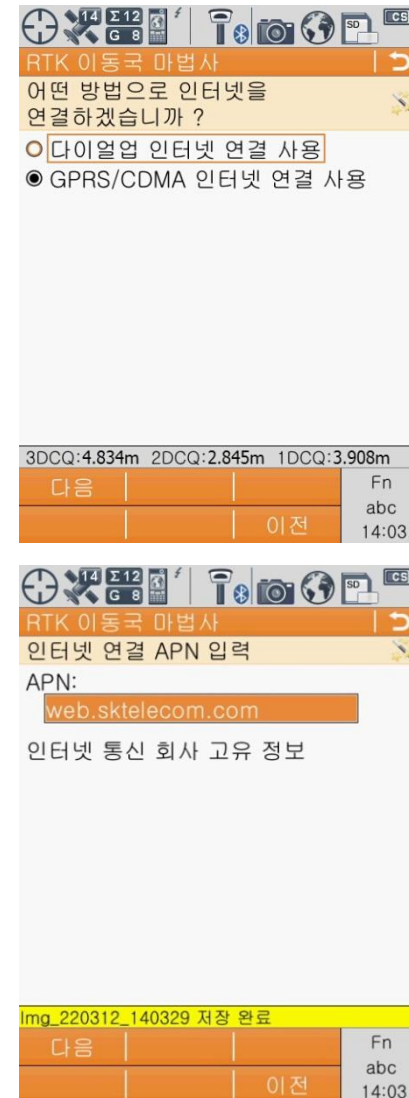 14 Σ 12
G 8
SD
CS
RTK 이동국 마법사
어떤 방법으로 인터넷을
연결하겠습니까 ?
다이얼업 인터넷 연결 사용
GPRS/CDMA 인터넷 연결 사용
3DCQ:4.834m 2DCQ:2.845m 1DCQ:3.908m
다음
Fn
abc
이전
14:03
14 Σ 12
G 8
SD
CS
RTK 이동국 마법사
인터넷 연결 APN 입력
APN:
web.sktelecom.com
인터넷 통신 회사 고유 정보
Img_220312_140329 저장 완료
다음
Fn
abc
이전
14:03